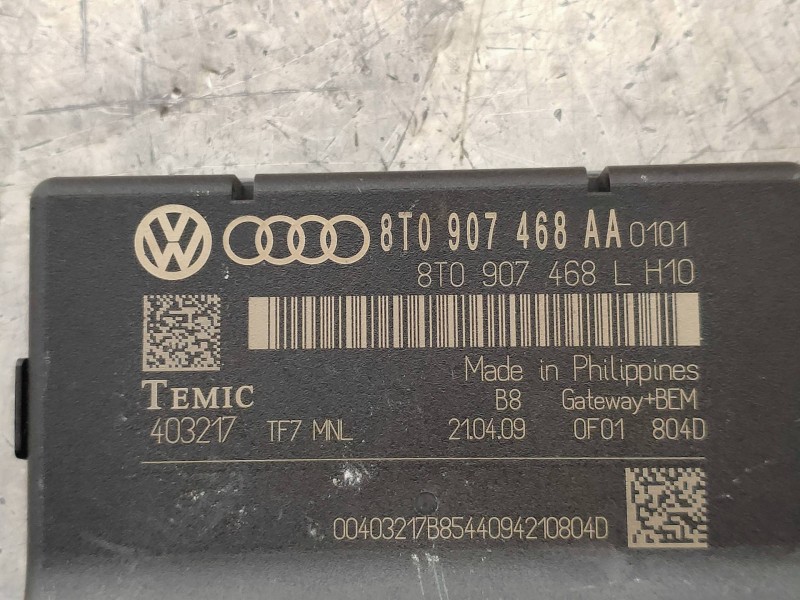 8T0 907 468 AA 0101
8T0 907 468 L H10
Made in Philippines
TEMIC B8 Gateway+BEM
403217 TF7 MNL 21.04.09 0F01 804D
00403217B8544094210804D